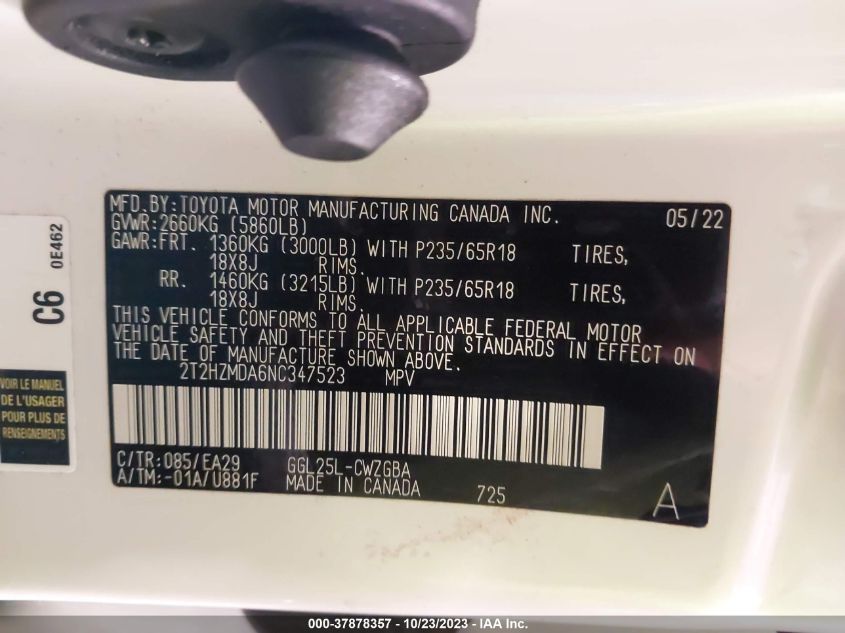 MFD.BY:TOYOTA MOTOR MANUFACTURING CANADA INC. 05/22
GVWR:2660KG (5860LB)
GAWR:FRT. 1360KG (3000LB) WITH P235/65R18 TIRES,
18X8J RIMS.
RR. 1460KG (3215LB) WITH P235/65R18 TIRES,
18X8J RIMS.
THIS VEHICLE CONFORMS TO ALL APPLICABLE FEDERAL MOTOR
VEHICLE SAFETY AND THEFT PREVENTION STANDARDS IN EFFECT ON
THE DATE OF MANUFACTURE SHOWN ABOVE.
2T2HZMDA6NC347523 MPV
C/TR:085/EA29 GGL25L-CWZGBA
A/TM:-01A/U881F MADE IN CANADA 725 A
C6 0E462
VOIR LE MANUEL
DE L'USAGER
POUR PLUS DE
RENSEIGNEMENTS
000-37878357 - 10/23/2023 - IAA Inc.